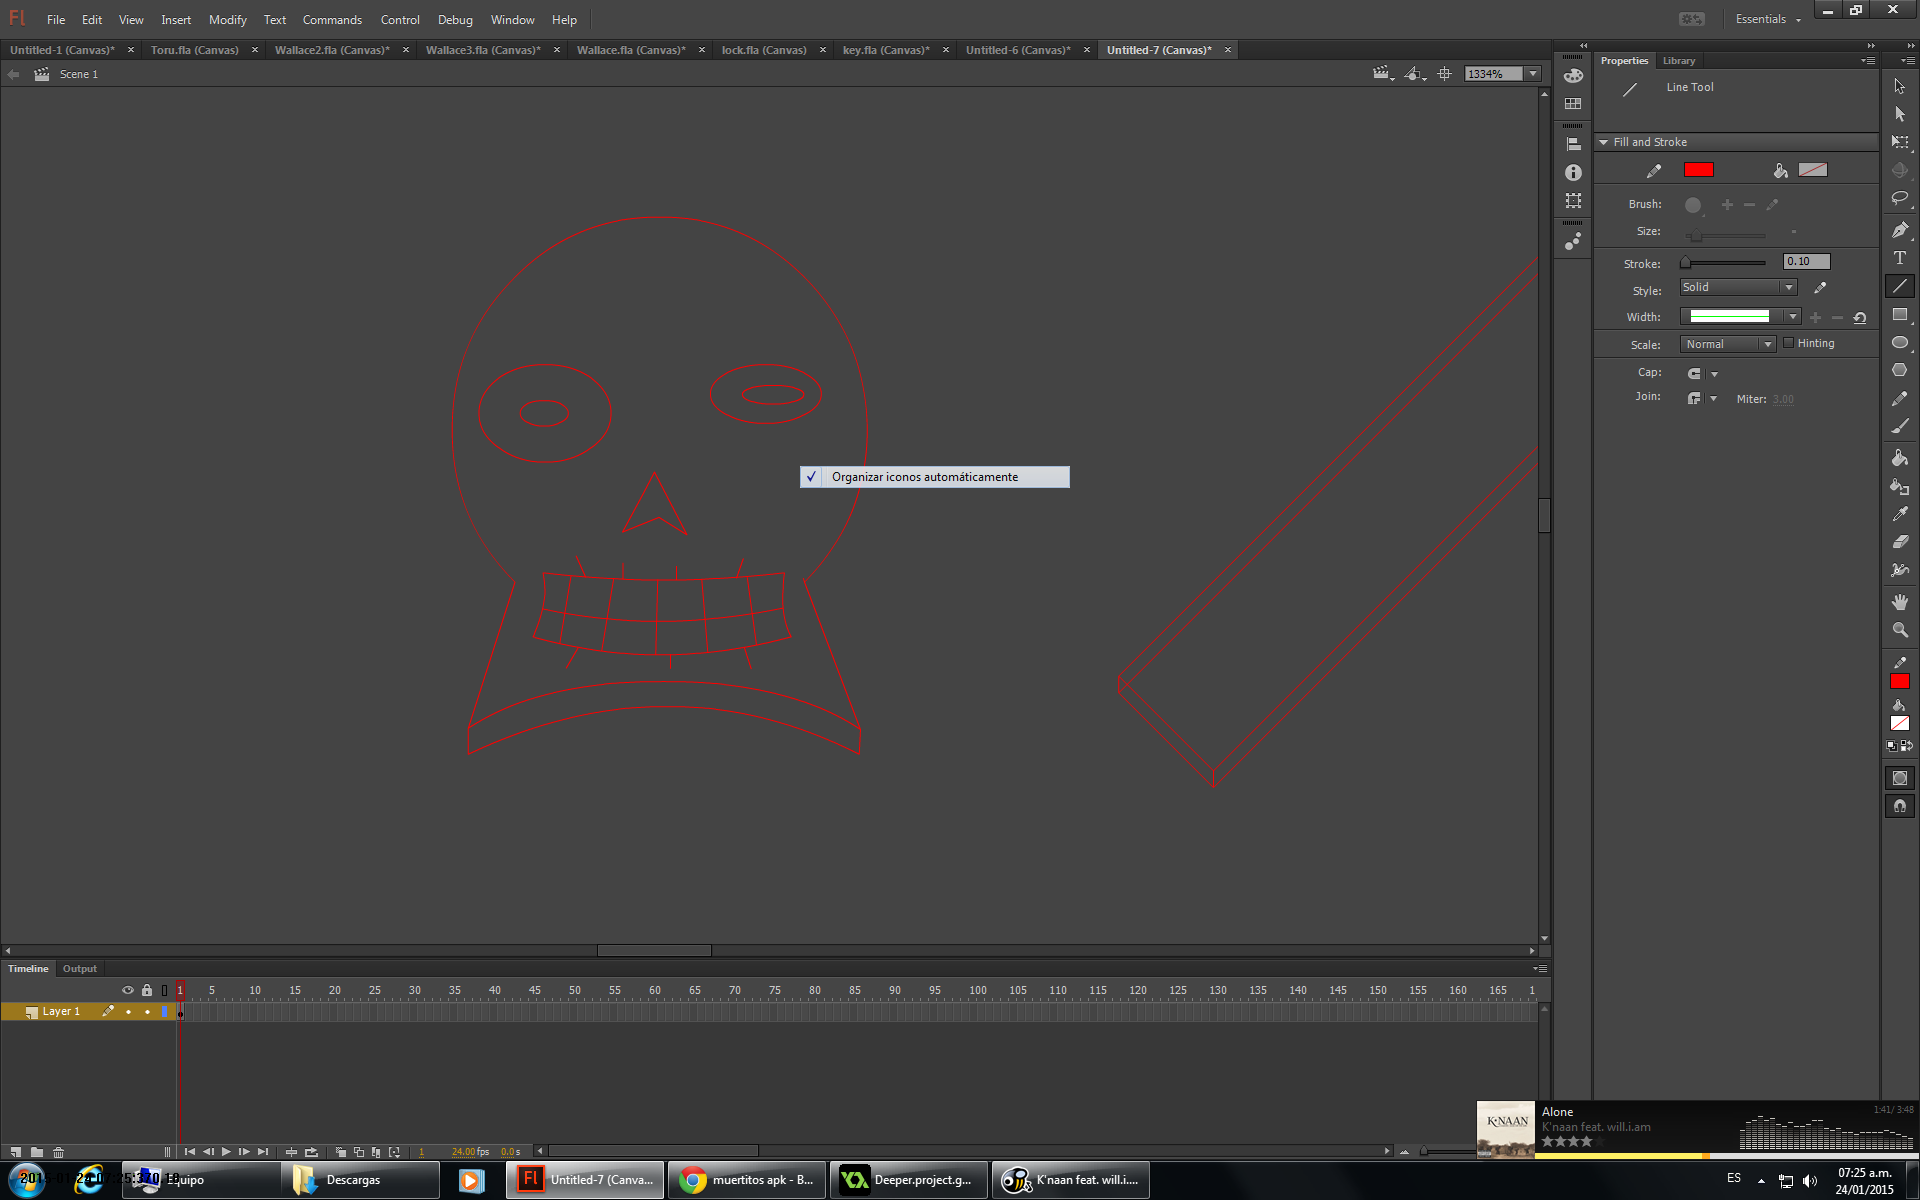 Fl File Edit View Insert Modify Text Commands Control Debug Window Help Essentials
Untitled-1 (Canvas)* Toru.fla (Canvas) Wallace2.fla (Canvas)* Wallace3.fla (Canvas)* Wallace.fla (Canvas)* lock.fla (Canvas) key.fla (Canvas)* Untitled-6 (Canvas)* Untitled-7 (Canvas)*
Scene 1 1334%
Properties Library
Line Tool
Fill and Stroke
Brush:
Size:
Stroke: 0.10
Style: Solid
Width:
Scale: Normal Hinting
Cap:
Join: Miter: 3.00
Organizar iconos automáticamente
Timeline Output
1 5 10 15 20 25 30 35 40 45 50 55 60 65 70 75 80 85 90 95 100 105 110 115 120 125 130 135 140 145 150 155 160 165 1
Layer 1
1 24.00 fps 0.0 s
Alone 1:41/ 3:48
K'naan feat. will.i.am
K'NAAN
Equipo Descargas Fl Untitled-7 (Canva... muertitos apk - B... Deeper.project.g... K'naan feat. will.i....
ES 07:25 a.m.
24/01/2015